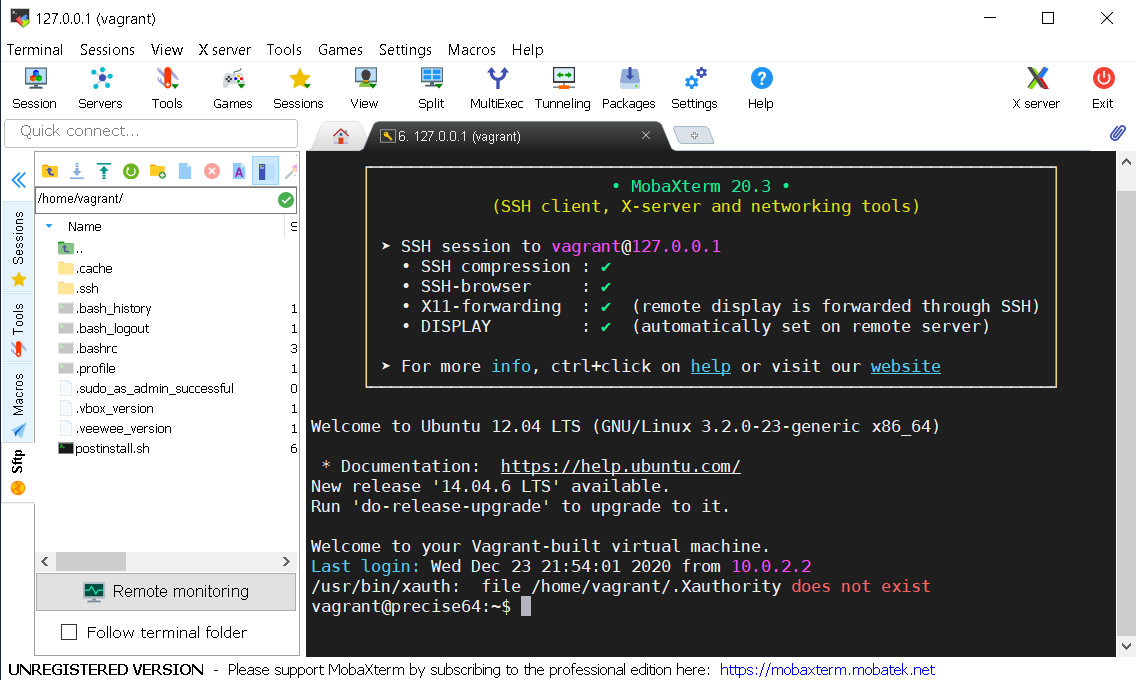 127.0.0.1 (vagrant)
Terminal Sessions View X server Tools Games Settings Macros Help
Session Servers Tools Games Sessions View Split MultiExec Tunneling Packages Settings Help X server Exit
Quick connect...
6. 127.0.0.1 (vagrant)
/home/vagrant/
Name S
..
.cache
.ssh
.bash_history 1
.bash_logout 1
.bashrc 3
.profile 1
.sudo_as_admin_successful 0
.vbox_version 1
.veewee_version 1
postinstall.sh 6
Sessions
Tools
Macros
Sftp
Remote monitoring
Follow terminal folder
• MobaXterm 20.3 •
(SSH client, X-server and networking tools)
➤ SSH session to vagrant@127.0.0.1
• SSH compression : ✔
• SSH-browser : ✔
• X11-forwarding : ✔ (remote display is forwarded through SSH)
• DISPLAY : ✔ (automatically set on remote server)
➤ For more info, ctrl+click on help or visit our website
Welcome to Ubuntu 12.04 LTS (GNU/Linux 3.2.0-23-generic x86_64)
* Documentation: https://help.ubuntu.com/
New release '14.04.6 LTS' available.
Run 'do-release-upgrade' to upgrade to it.
Welcome to your Vagrant-built virtual machine.
Last login: Wed Dec 23 21:54:01 2020 from 10.0.2.2
/usr/bin/xauth: file /home/vagrant/.Xauthority does not exist
vagrant@precise64:~$
UNREGISTERED VERSION - Please support MobaXterm by subscribing to the professional edition here: https://mobaxterm.mobatek.net